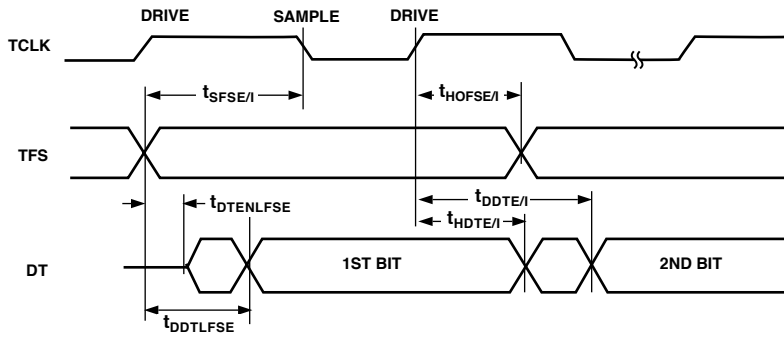 DRIVE SAMPLE DRIVE
TCLK
tSFSE/I tHOFSE/I
TFS
tDDTE/I
tDTENLFSE
tHDTE/I
DT 1ST BIT 2ND BIT
tDDTLFSE